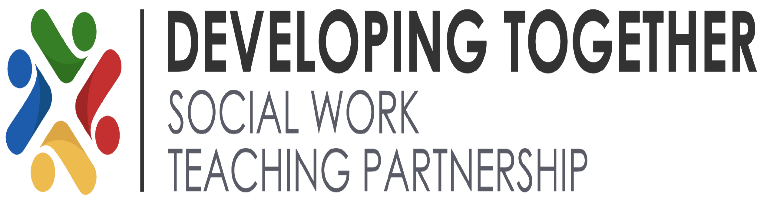 DEVELOPING TOGETHER
SOCIAL WORK
TEACHING PARTNERSHIP